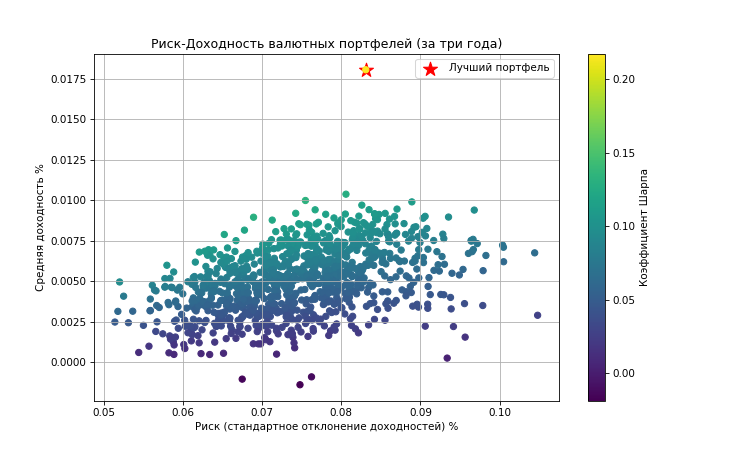 Риск-Доходность валютных портфелей (за три года)
Лучший портфель
Средняя доходность %
0.0175
0.0150
0.0125
0.0100
0.0075
0.0050
0.0025
0.0000
0.05 0.06 0.07 0.08 0.09 0.10
Риск (стандартное отклонение доходностей) %
0.20
0.15
0.10
0.05
0.00
Коэффициент Шарпа